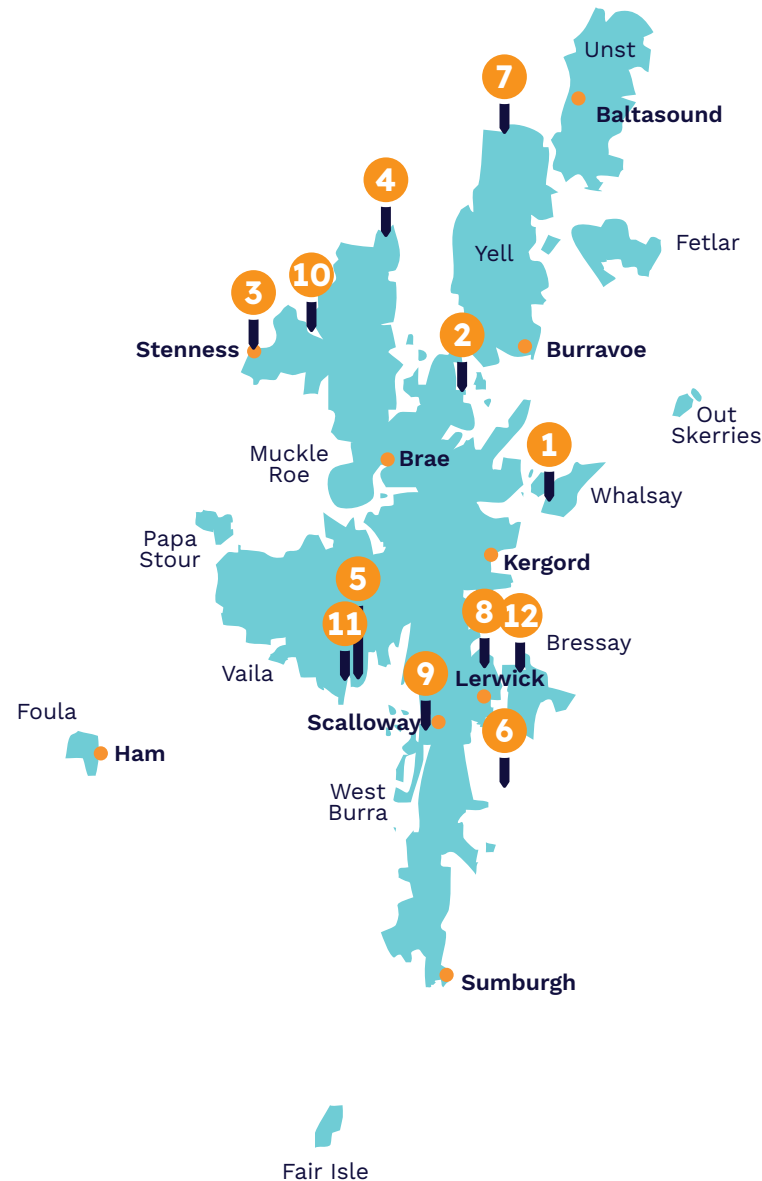 Unst
7
Baltasound
4
Fetlar
Yell
10
3
2
Stenness
Burravoe
Out
Skerries
1
Muckle
Roe
Brae
Whalsay
Papa
Stour
Kergord
5
8
12
11
Bressay
Vaila
9
Lerwick
Foula
Scalloway
6
Ham
West
Burra
Sumburgh
Fair Isle